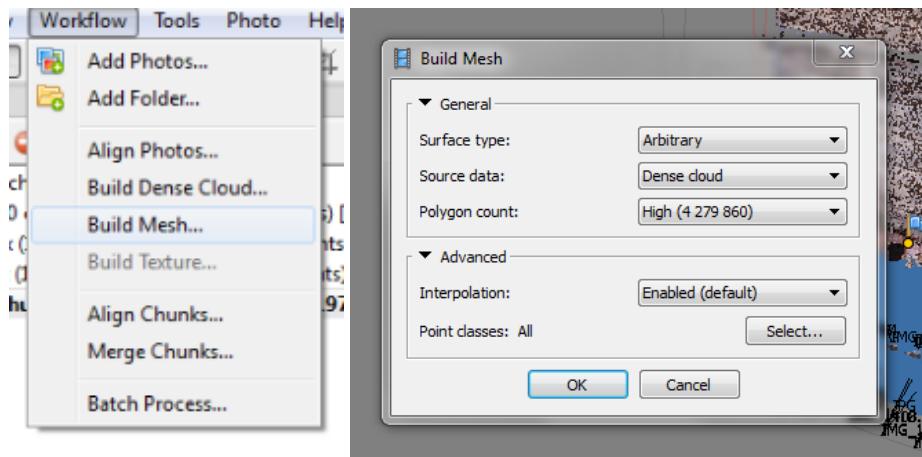 Workflow Tools Photo Help
Add Photos...
Add Folder...
Align Photos...
Build Dense Cloud...
Build Mesh...
Build Texture...
Align Chunks...
Merge Chunks...
Batch Process...
Build Mesh
General
Surface type: Arbitrary
Source data: Dense cloud
Polygon count: High (4 279 860)
Advanced
Interpolation: Enabled (default)
Point classes: All Select...
OK Cancel